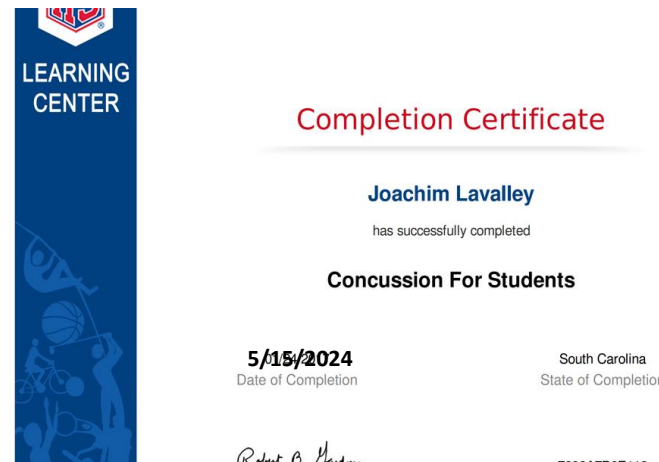 LEARNING
CENTER
Completion Certificate
Joachim Lavalley
has successfully completed
Concussion For Students
5/15/2024
Date of Completion
South Carolina
State of Completion